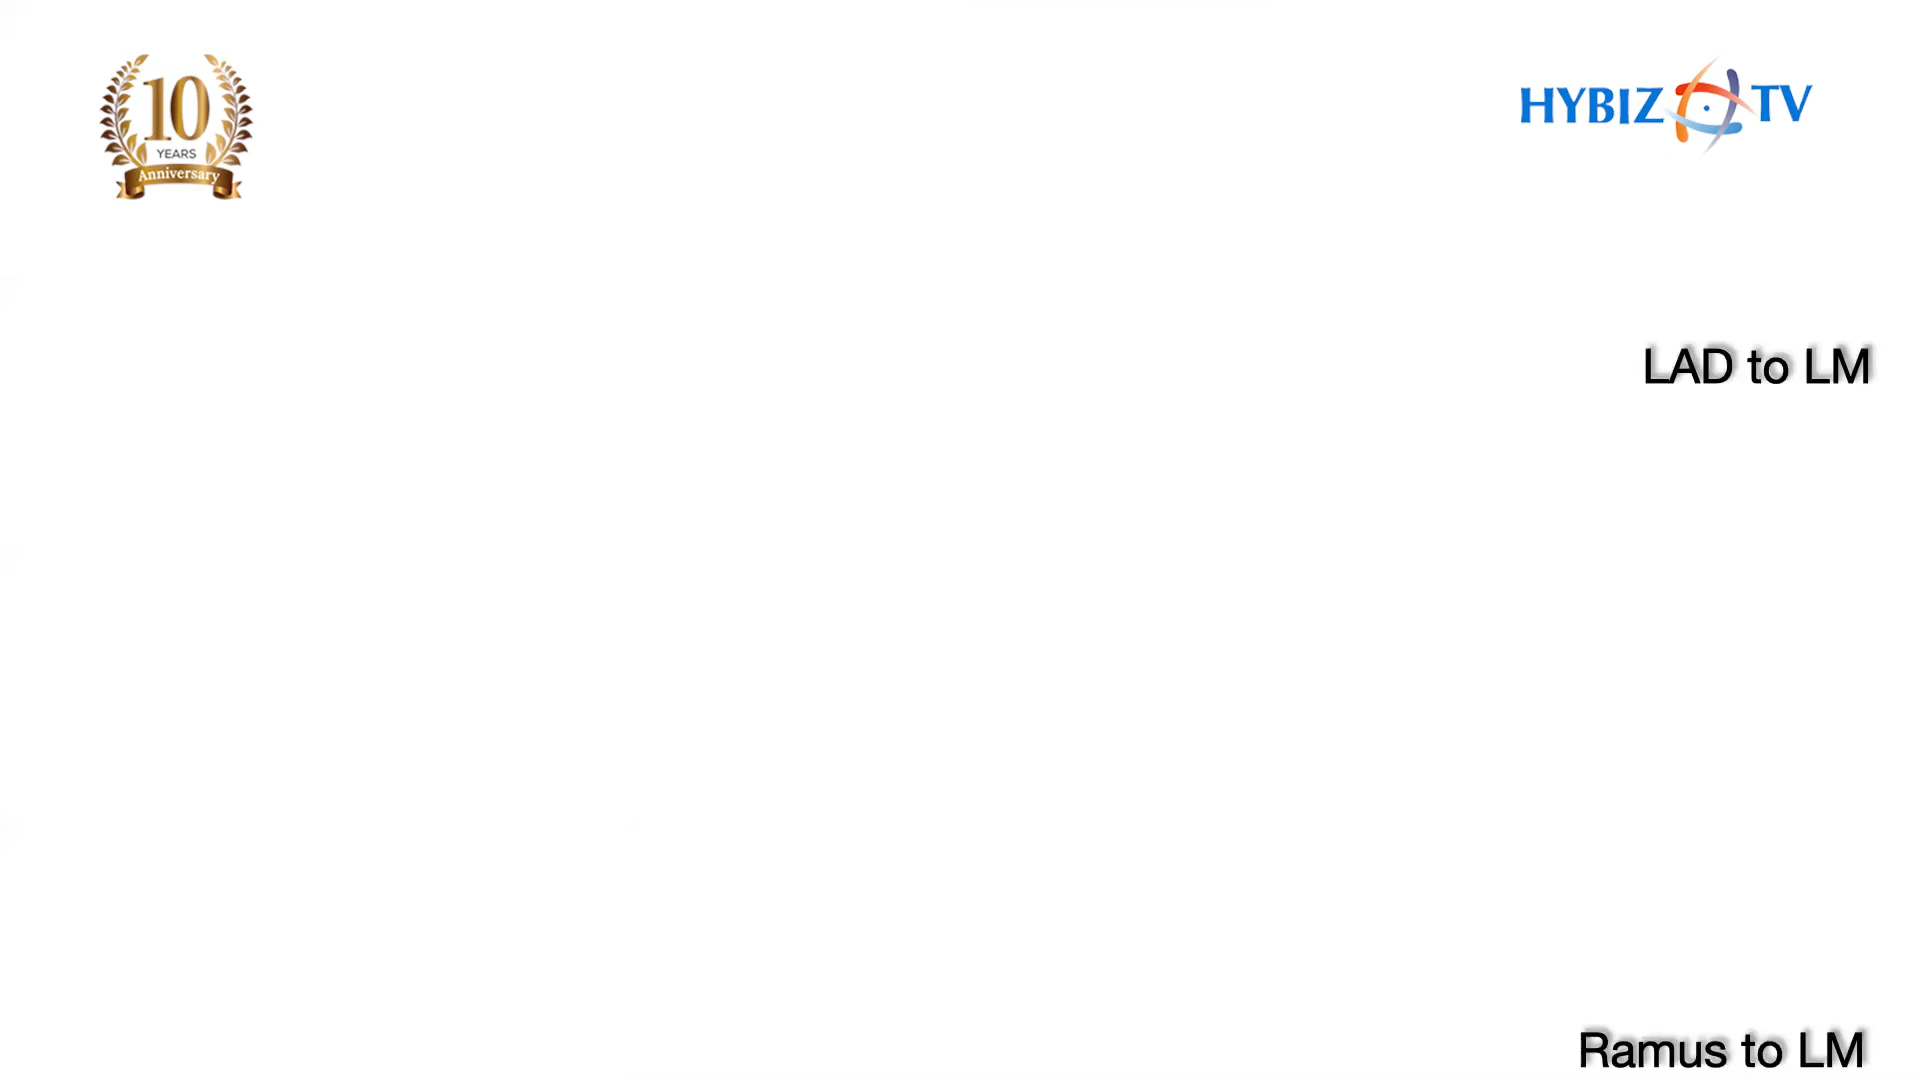 10
YEARS
Anniversary
HYBIZ TV
LAD to LM
Ramus to LM